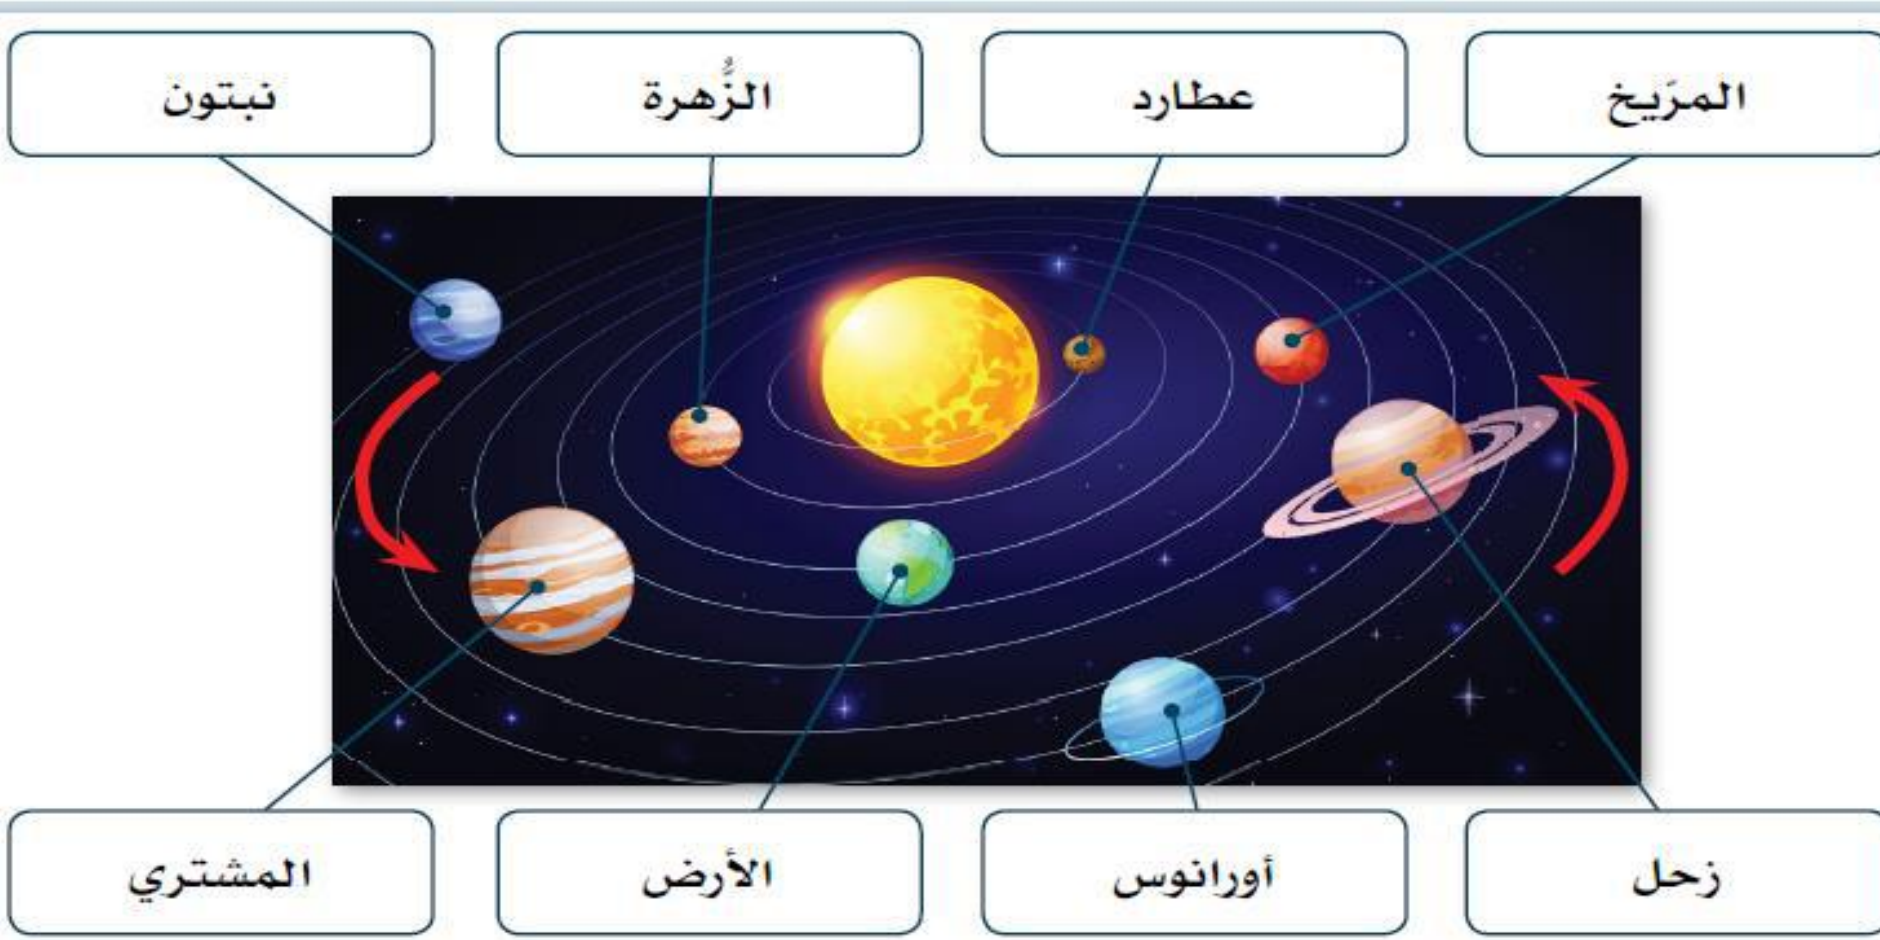 المرّيخ
عطارد
الزُّهرة
نبتون
زحل
أورانوس
الأرض
المشتري